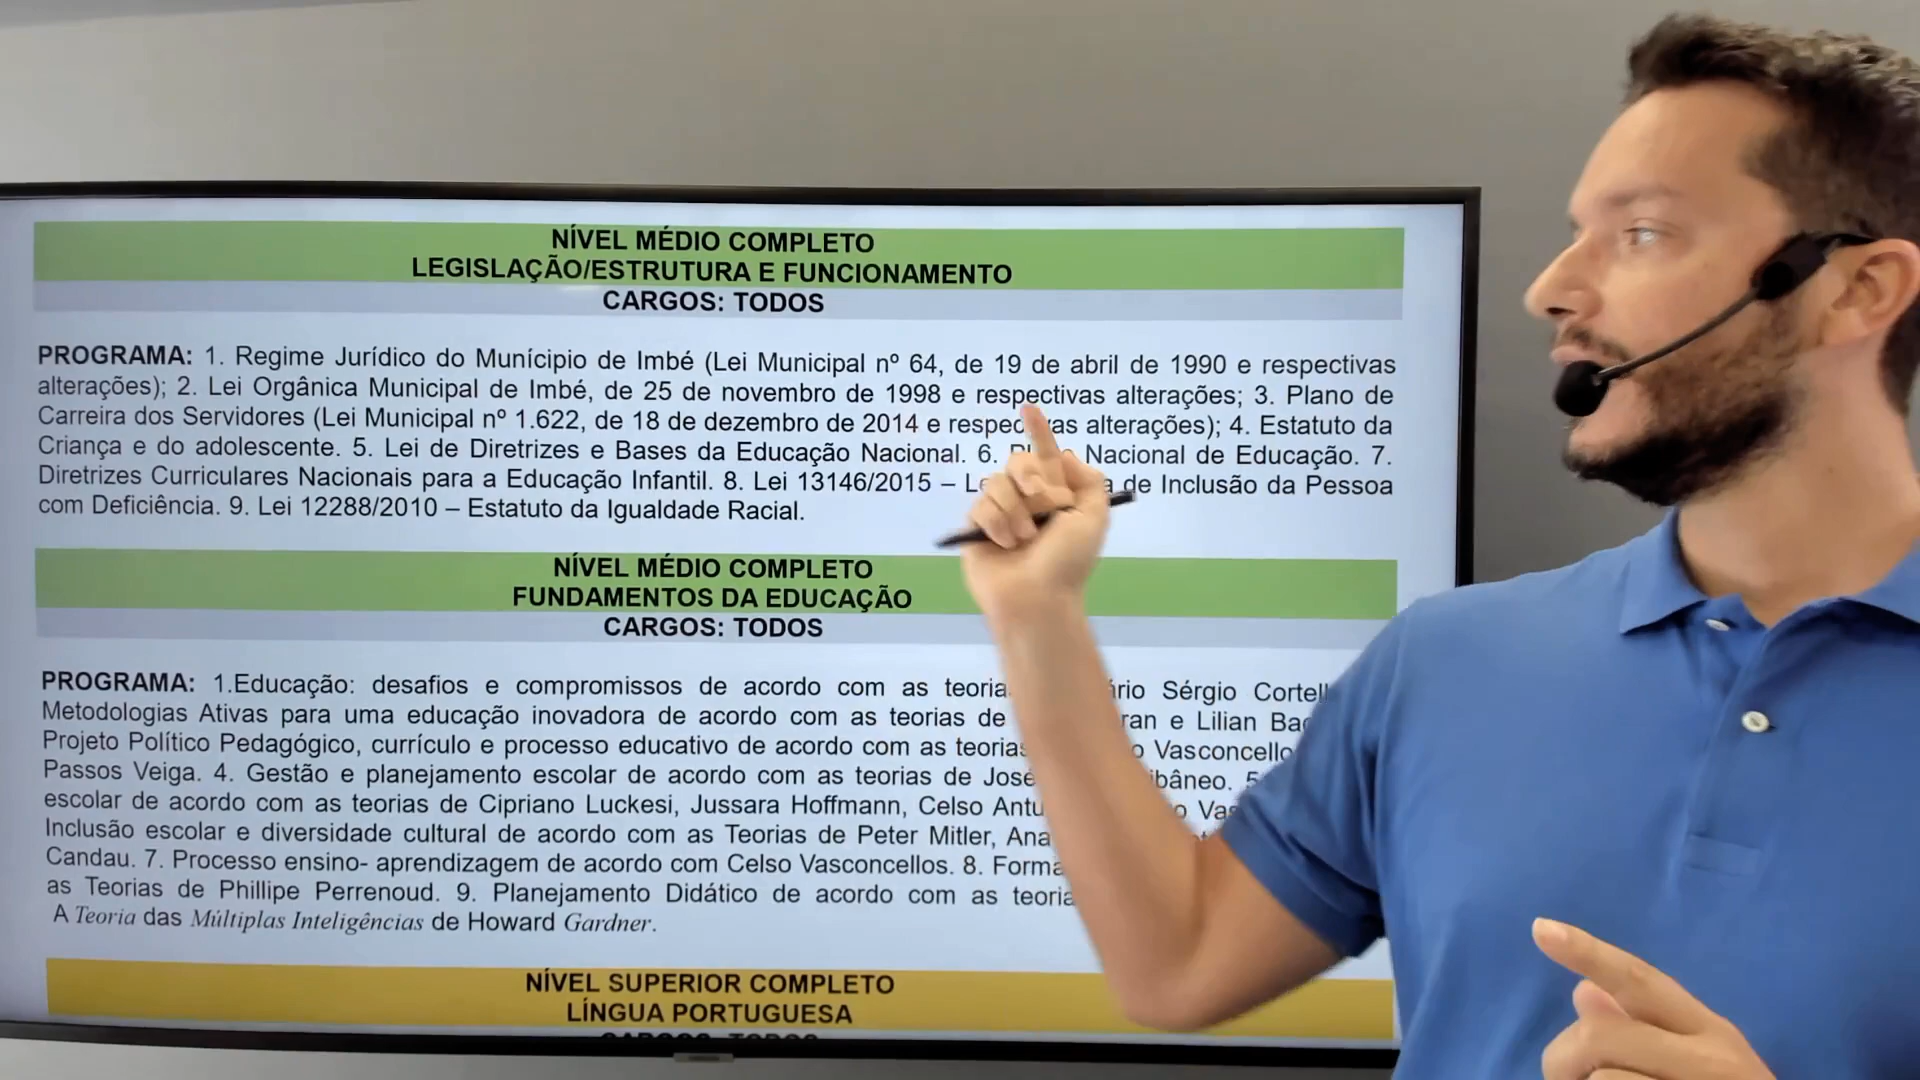 NÍVEL MÉDIO COMPLETO
LEGISLAÇÃO/ESTRUTURA E FUNCIONAMENTO
CARGOS: TODOS
PROGRAMA: 1. Regime Jurídico do Munícipio de Imbé (Lei Municipal nº 64, de 19 de abril de 1990 e respectivas
alterações); 2. Lei Orgânica Municipal de Imbé, de 25 de novembro de 1998 e respectivas alterações; 3. Plano de
Carreira dos Servidores (Lei Municipal nº 1.622, de 18 de dezembro de 2014 e alterações); 4. Estatuto da
Criança e do adolescente. 5. Lei de Diretrizes e Bases da Educação Nacional. 6. Nacional de Educação. 7.
Diretrizes Curriculares Nacionais para a Educação Infantil. 8. Lei 13146/2015 – de Inclusão da Pessoa
com Deficiência. 9. Lei 12288/2010 – Estatuto da Igualdade Racial.
NÍVEL MÉDIO COMPLETO
FUNDAMENTOS DA EDUCAÇÃO
CARGOS: TODOS
PROGRAMA: 1.Educação: desafios e compromissos de acordo com as Sérgio
Metodologias Ativas para uma educação inovadora de acordo com as teorias de e Lilian
Projeto Político Pedagógico, currículo e processo educativo de acordo com as
Passos Veiga. 4. Gestão e planejamento escolar de acordo com as teorias de
escolar de acordo com as teorias de Cipriano Luckesi, Jussara Hoffmann, Celso
Inclusão escolar e diversidade cultural de acordo com as Teorias de Peter Mitler,
Candau. 7. Processo ensino- aprendizagem de acordo com Celso Vasconcellos. 8.
as Teorias de Phillipe Perrenoud. 9. Planejamento Didático de acordo com as
A Teoria das Múltiplas Inteligências de Howard Gardner.
NÍVEL SUPERIOR COMPLETO
LÍNGUA PORTUGUESA
CARGOS: TODOS